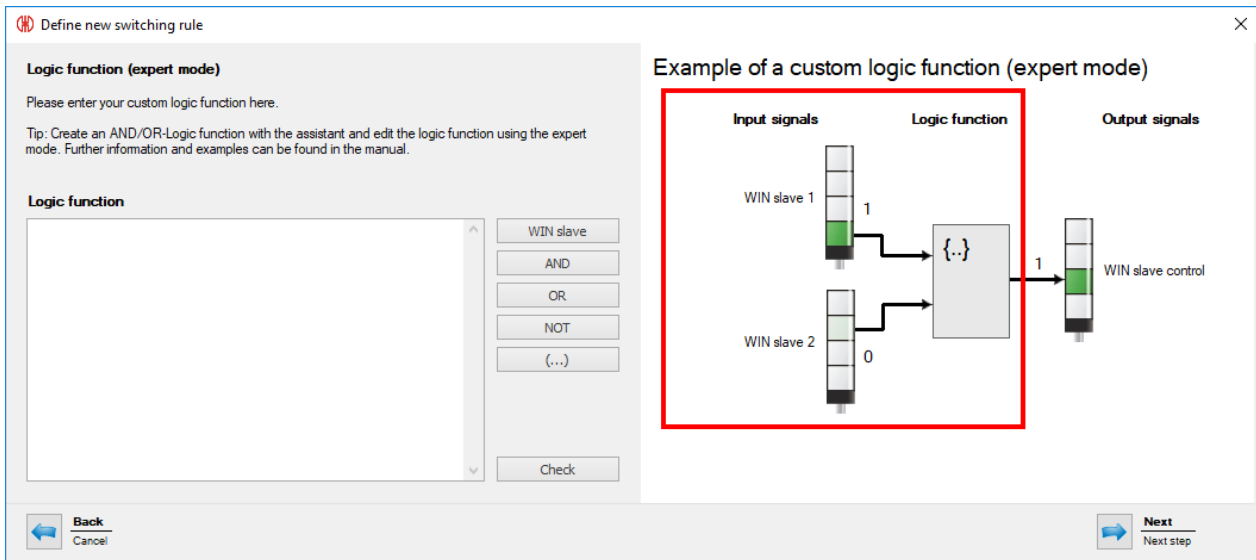 Define new switching rule
Logic function (expert mode)
Please enter your custom logic function here.
Tip: Create an AND/OR-Logic function with the assistant and edit the logic function using the expert
mode. Further information and examples can be found in the manual.
Logic function
WIN slave
AND
OR
NOT
(...)
Check
Example of a custom logic function (expert mode)
Input signals
Logic function
Output signals
WIN slave 1
1
{..}
1
WIN slave control
WIN slave 2
0
Back
Cancel
Next
Next step